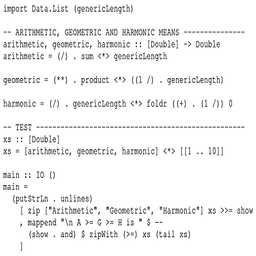 import Data.List (genericLength)
-- ARITHMETIC, GEOMETRIC AND HARMONIC MEANS ---------------
arithmetic, geometric, harmonic :: [Double] -> Double
arithmetic = (/) . sum <*> genericLength
geometric = (**) . product <*> ((1 /) . genericLength)
harmonic = (/) . genericLength <*> foldr ((+) . (1 /)) 0
-- TEST ---------------------------------------------------
xs :: [Double]
xs = [arithmetic, geometric, harmonic] <*> [[1 .. 10]]
main :: IO ()
main =
(putStrLn . unlines)
[ zip ["Arithmetic", "Geometric", "Harmonic"] xs >>= show
, mappend "\n A >= G >= H is " $ --
(show . and) $ zipWith (>=) xs (tail xs)
]